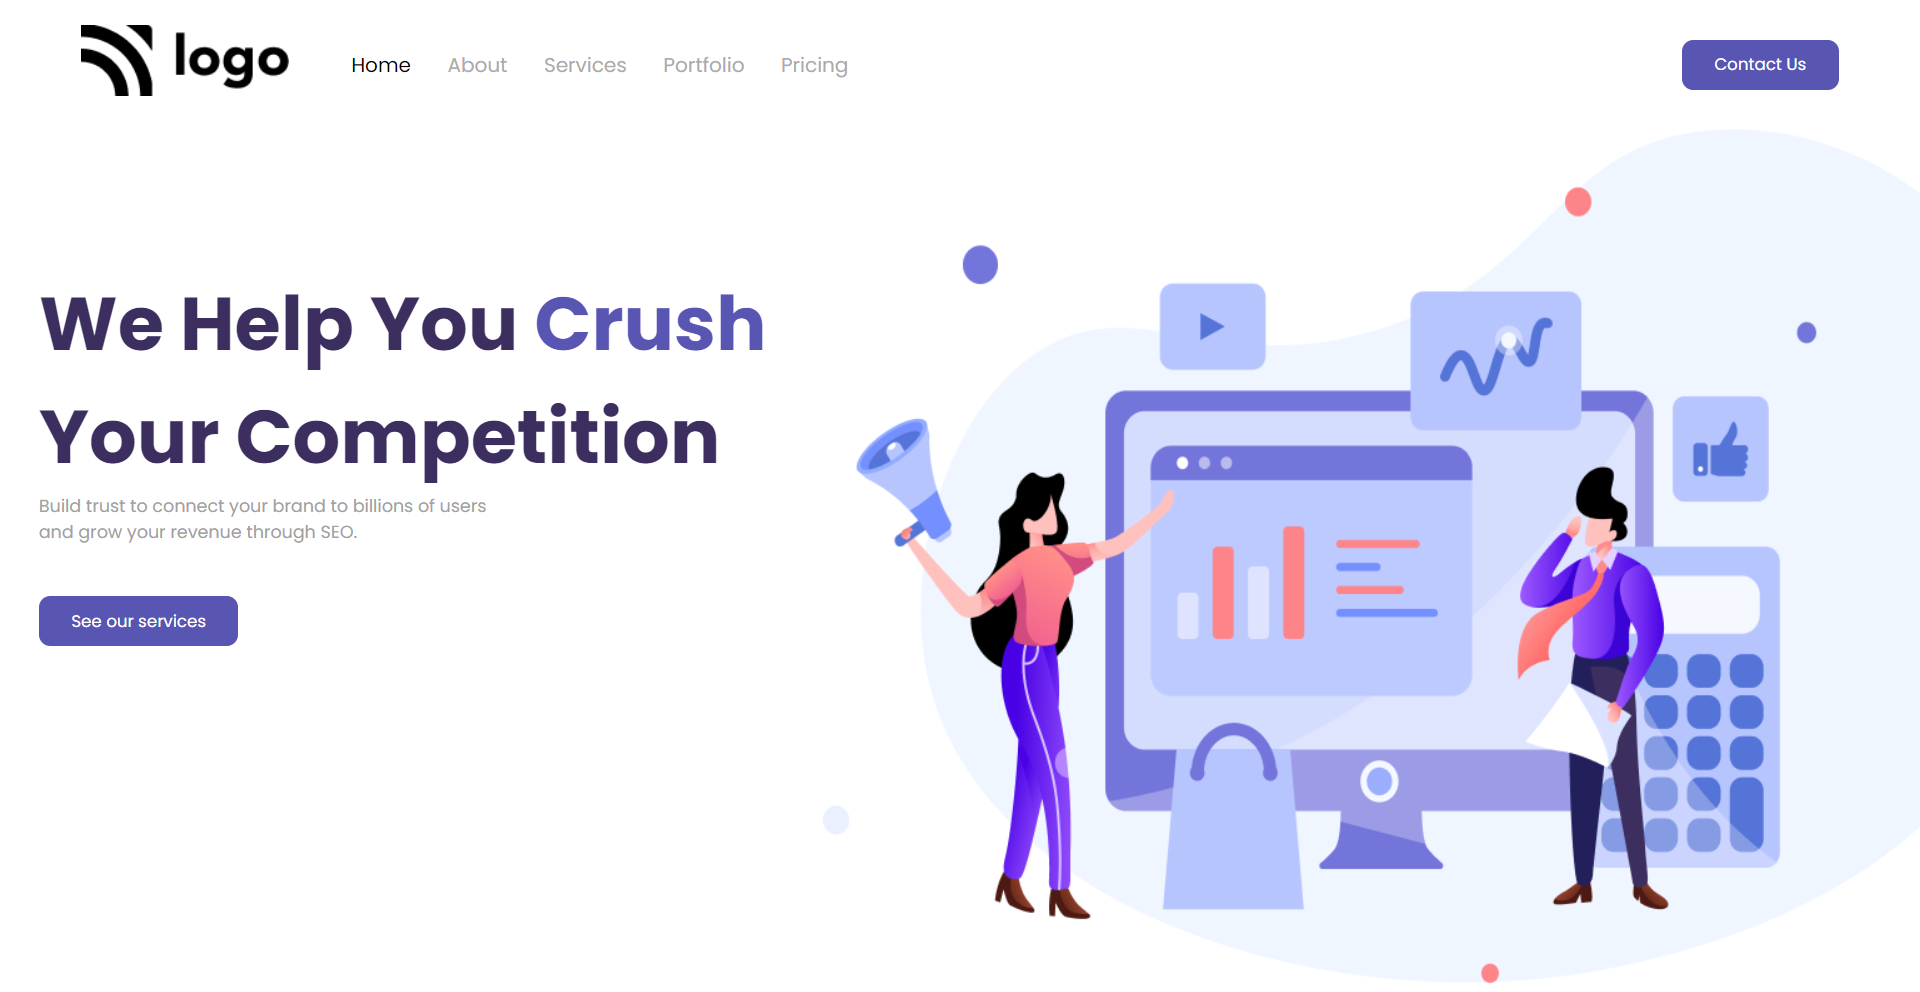 logo
Home About Services Portfolio Pricing
Contact Us
We Help You Crush
Your Competition
Build trust to connect your brand to billions of users
and grow your revenue through SEO.
See our services